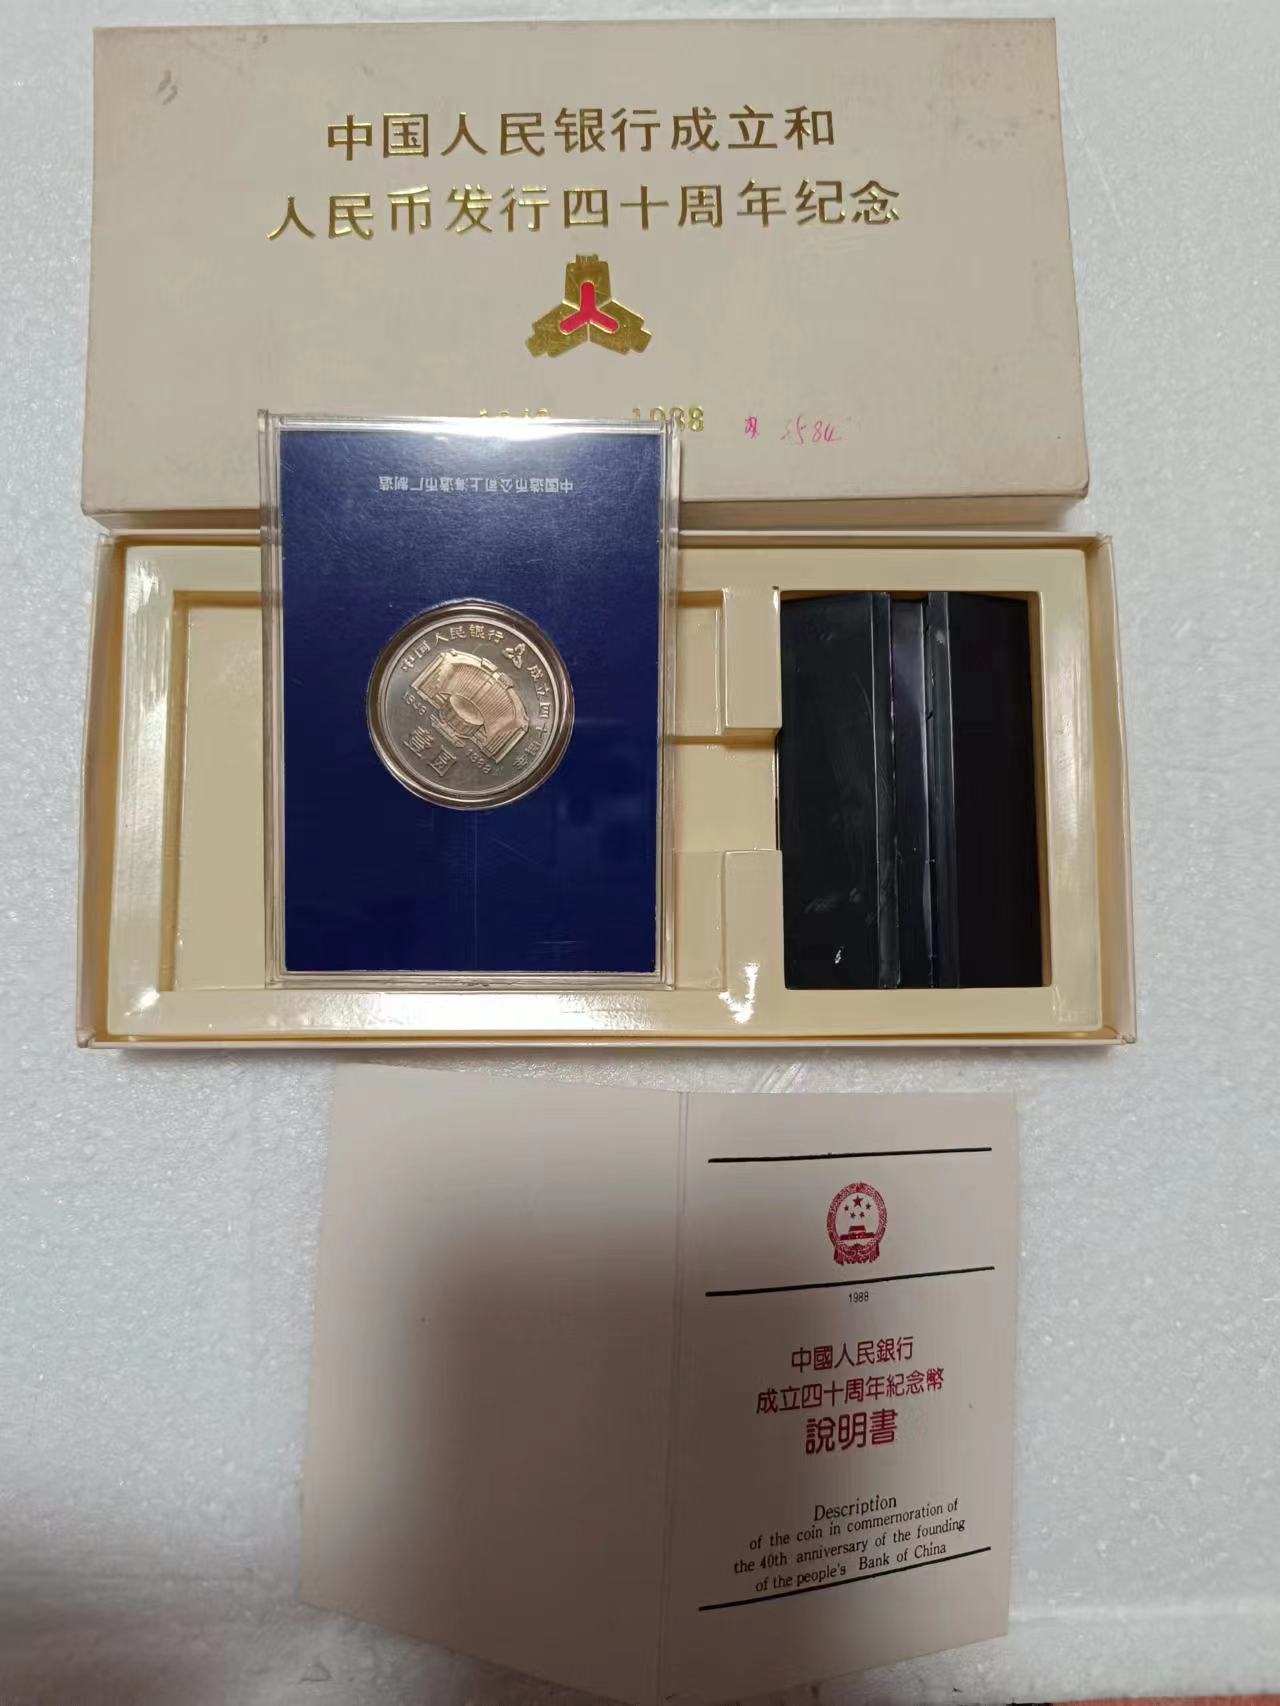 中国人民银行成立和
人民币发行四十周年纪念
1988
3584
中国造币公司上海造币厂制造
中国人民银行
成立四十周年
1948
1988
壹圆
1988
中國人民銀行
成立四十周年紀念幣
說明書
Description
of the coin in commemoration of
the 40th anniversary of the founding
of the people's Bank of China